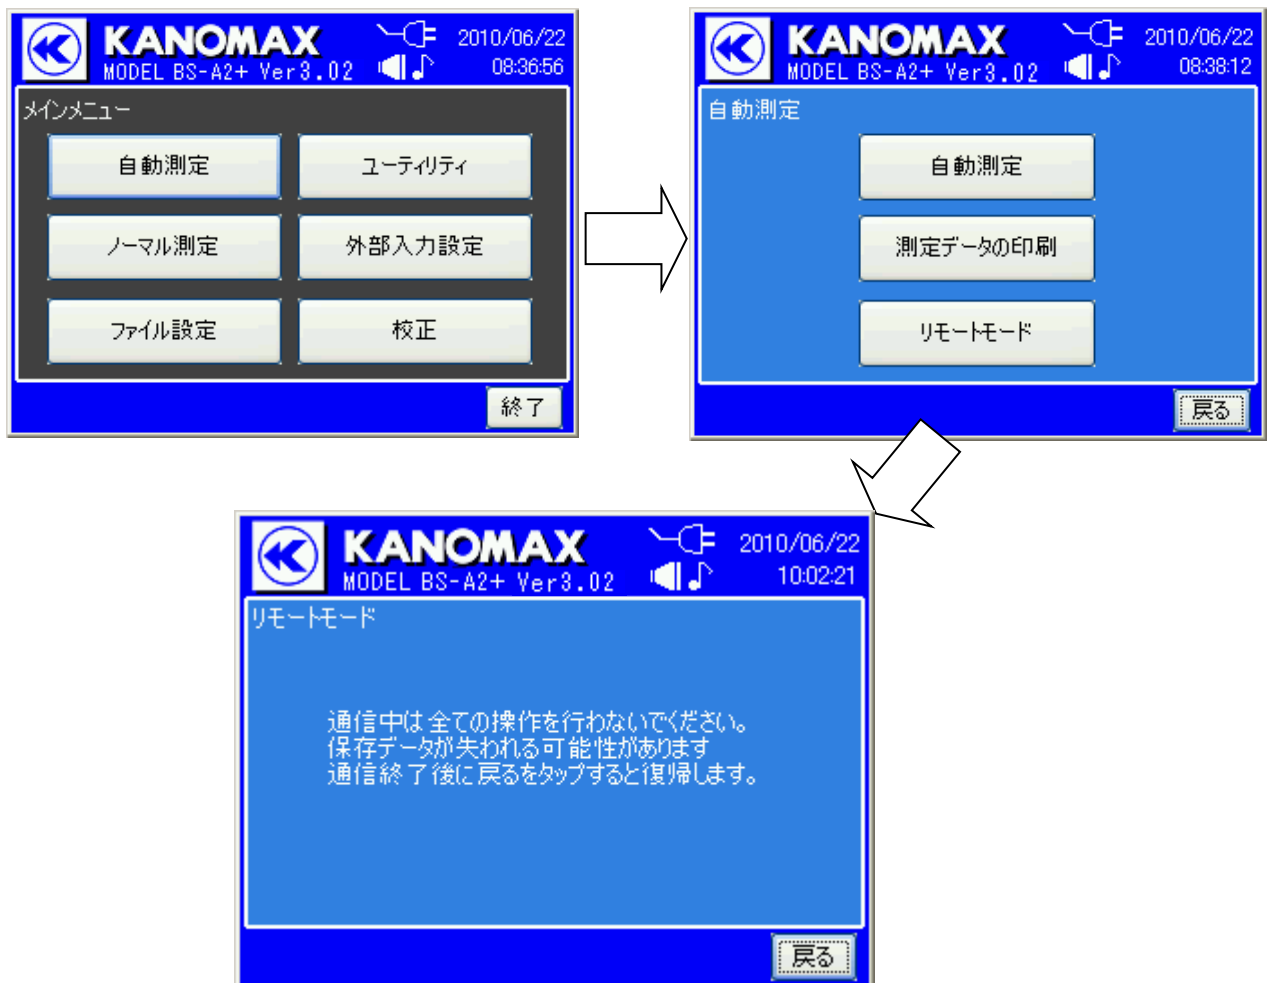 KANOMAX
MODEL BS-A2+ Ver3.02
2010/06/22
08:36:56
メインメニュー
自動測定
ユーティリティ
ノーマル測定
外部入力設定
ファイル設定
校正
終了
KANOMAX
MODEL BS-A2+ Ver3.02
2010/06/22
08:38:12
自動測定
自動測定
測定データの印刷
リモートモード
戻る
KANOMAX
MODEL BS-A2+ Ver3.02
2010/06/22
10:02:21
リモートモード
通信中は全ての操作を行わないでください。
保存データが失われる可能性があります
通信終了後に戻るをタップすると復帰します。
戻る